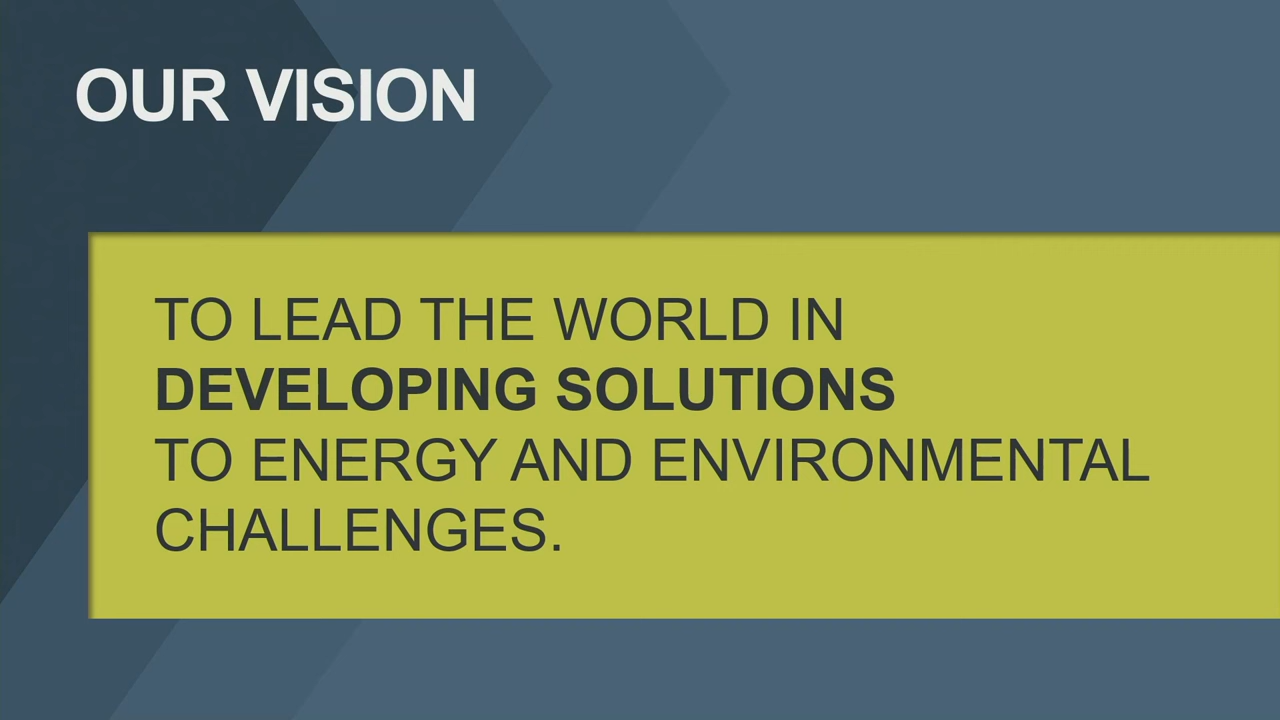 OUR VISION
TO LEAD THE WORLD IN
DEVELOPING SOLUTIONS
TO ENERGY AND ENVIRONMENTAL
CHALLENGES.